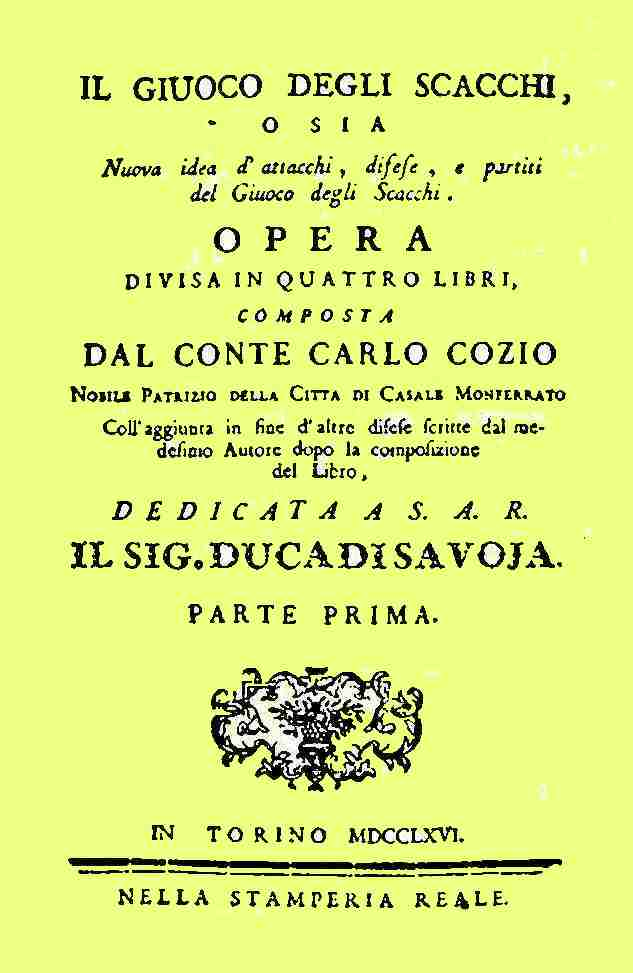 IL GIUOCO DEGLI SCACCHI,
O SIA
Nuova idea d' attacchi, difese, e partiti
del Giuoco degli Scacchi.
OPERA
DIVISA IN QUATTRO LIBRI,
COMPOSTA
DAL CONTE CARLO COZIO
NOBILE PATRIZIO DELLA CITTA DI CASALE MONFERRATO
Coll' aggiunta in fine d' altre difese scritte dal me-
desimo Autore dopo la composizione
del Libro,
DEDICATA A S. A. R.
IL SIG. DUCA DI SAVOJA.
PARTE PRIMA.
IN TORINO MDCCLXVI.
NELLA STAMPERIA REALE.